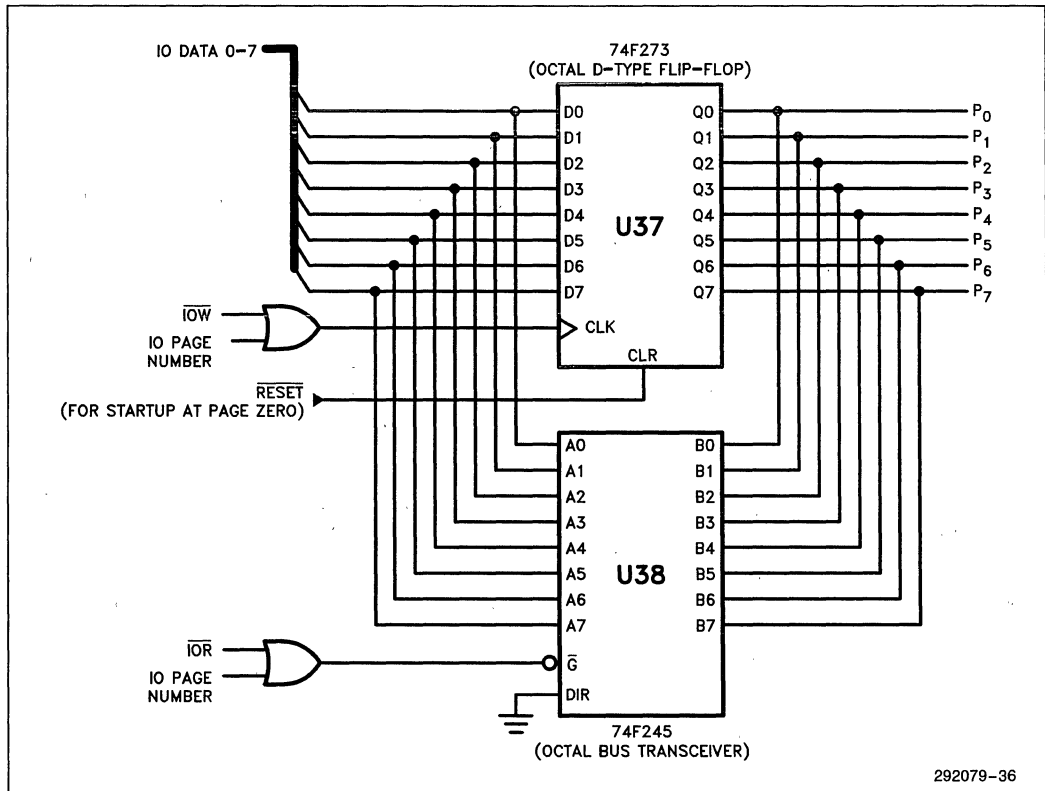 IO DATA 0-7
74F273
(OCTAL D-TYPE FLIP-FLOP)
D0
Q0
P0
D1
Q1
P1
D2
Q2
P2
D3
Q3
P3
D4
U37
Q4
P4
D5
Q5
P5
D6
Q6
P6
D7
Q7
P7
IOW
CLK
IO PAGE
NUMBER
CLR
RESET
(FOR STARTUP AT PAGE ZERO)
A0
B0
A1
B1
A2
B2
A3
B3
A4
B4
U38
A5
B5
A6
B6
A7
B7
IOR
G
IO PAGE
NUMBER
DIR
74F245
(OCTAL BUS TRANSCEIVER)
292079-36